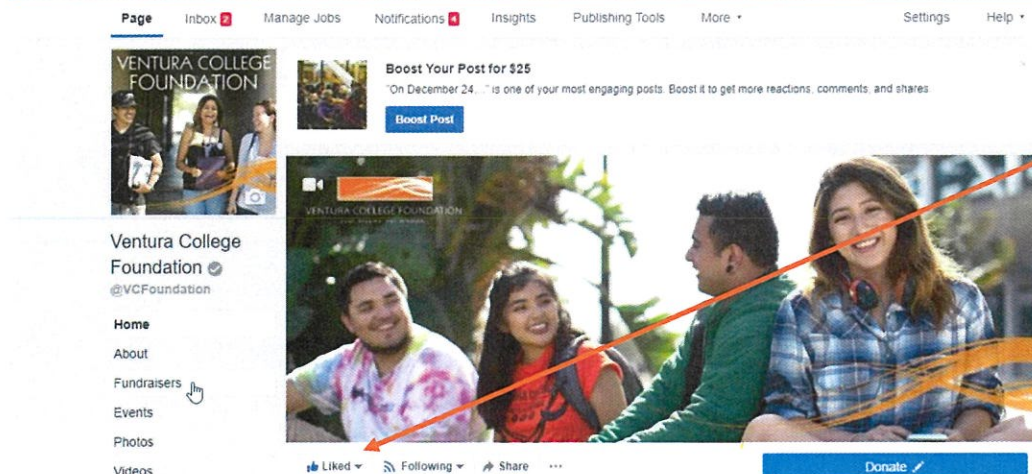 Page Inbox 2 Manage Jobs Notifications 4 Insights Publishing Tools More Settings Help
VENTURA COLLEGE
FOUNDATION
Boost Your Post for $25
"On December 24..." is one of your most engaging posts. Boost it to get more reactions, comments, and shares.
Boost Post
VENTURA COLLEGE FOUNDATION
Ventura College
Foundation
@VCFoundation
Home
About
Fundraisers
Events
Photos
Videos
Liked Following Share ...
Donate